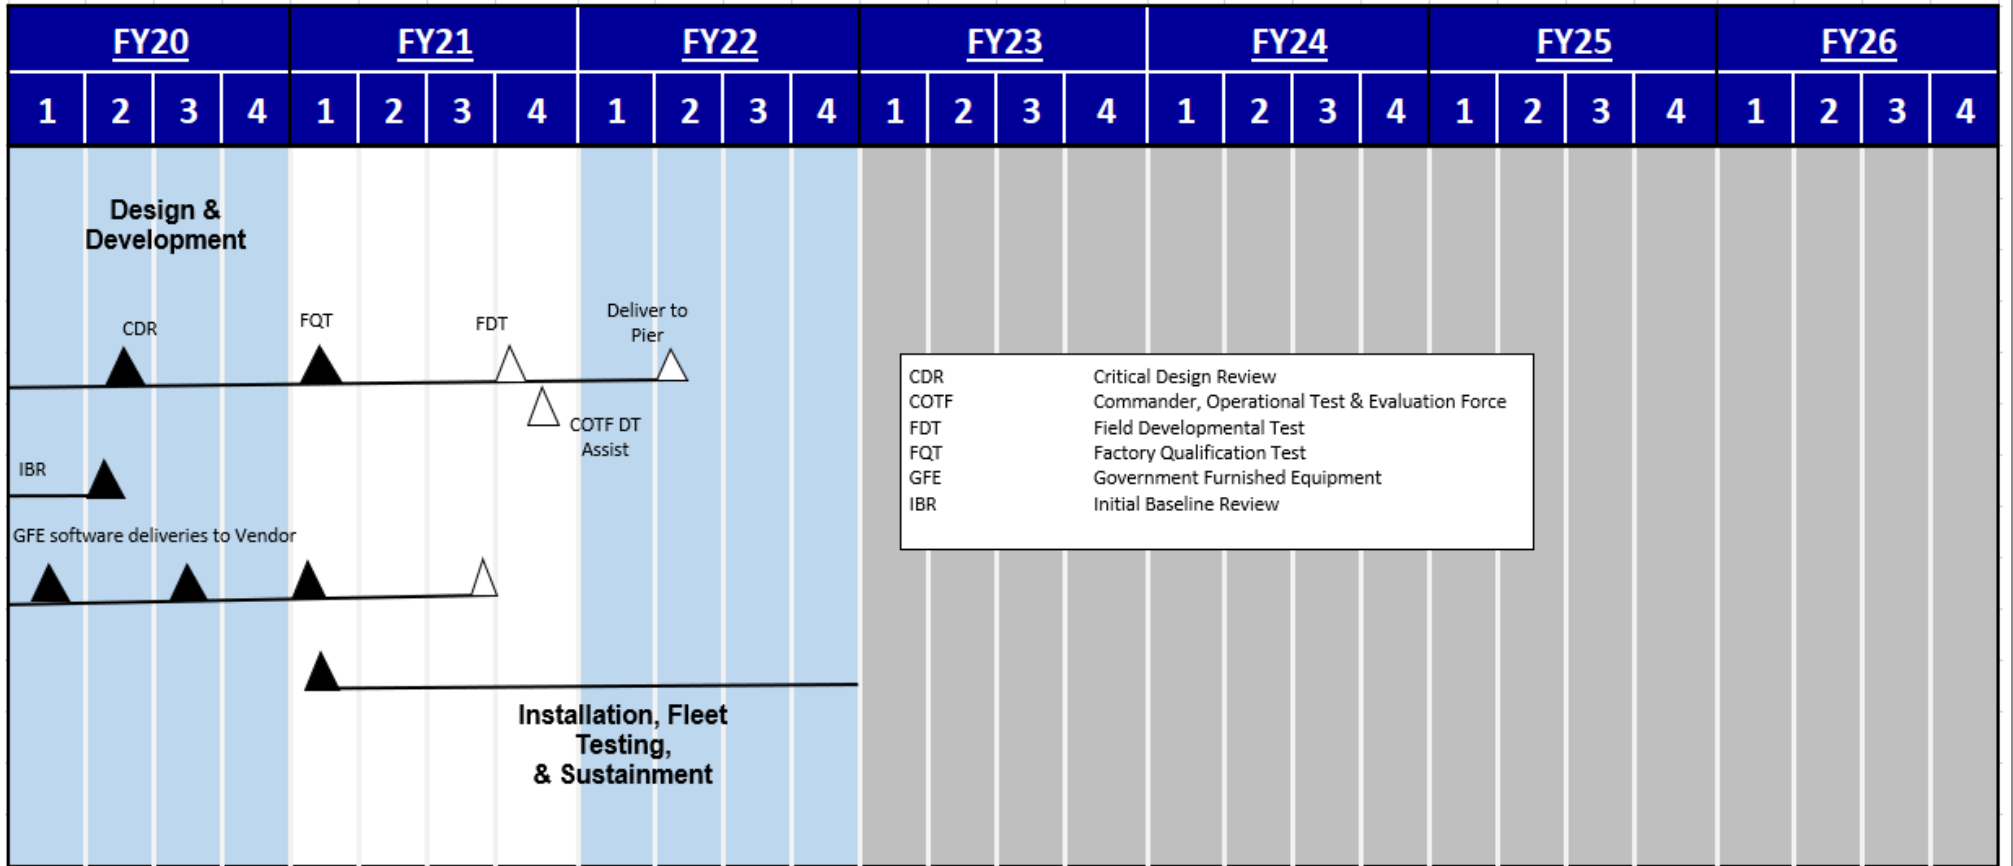 FY20 FY21 FY22 FY23 FY24 FY25 FY26
1 2 3 4 1 2 3 4 1 2 3 4 1 2 3 4 1 2 3 4 1 2 3 4 1 2 3 4
Design &
Development
CDR
FQT
FDT
Deliver to
Pier
COTF DT
Assist
IBR
GFE software deliveries to Vendor
Installation, Fleet
Testing,
& Sustainment
CDR Critical Design Review
COTF Commander, Operational Test & Evaluation Force
FDT Field Developmental Test
FQT Factory Qualification Test
GFE Government Furnished Equipment
IBR Initial Baseline Review